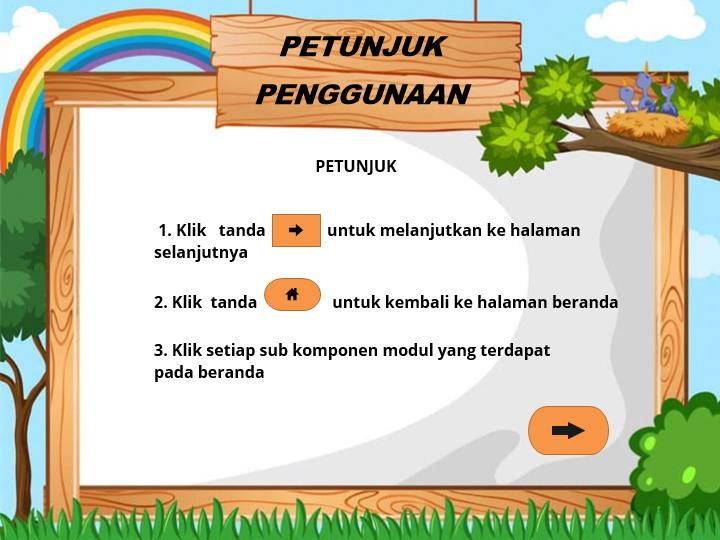 PETUNJUK
PENGGUNAAN
PETUNJUK
1. Klik tanda untuk melanjutkan ke halaman
selanjutnya
2. Klik tanda untuk kembali ke halaman beranda
3. Klik setiap sub komponen modul yang terdapat
pada beranda